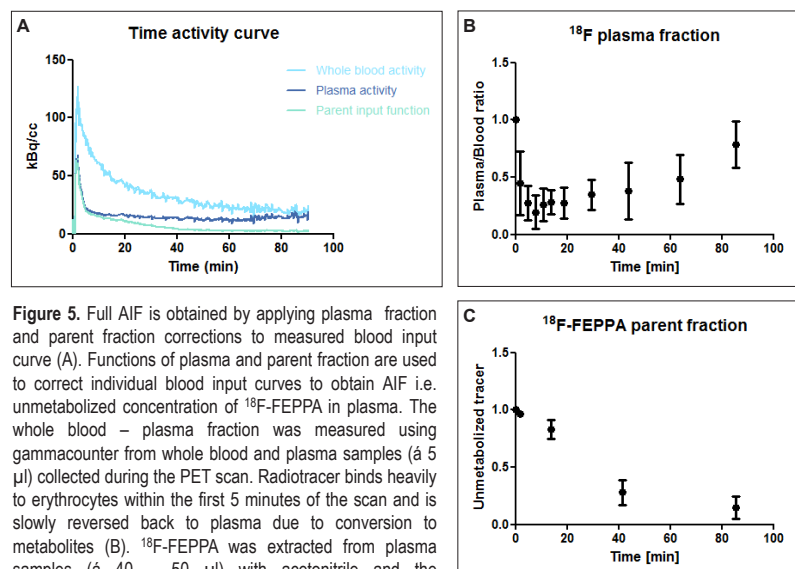 A
Time activity curve
150
100
50
0
kBq/cc
Whole blood activity
Plasma activity
Parent input function
0 20 40 60 80 100
Time (min)
Figure 5. Full AIF is obtained by applying plasma fraction
and parent fraction corrections to measured blood input
curve (A). Functions of plasma and parent fraction are used
to correct individual blood input curves to obtain AIF i.e.
unmetabolized concentration of ¹⁸F-FEPPA in plasma. The
whole blood – plasma fraction was measured using
gammacounter from whole blood and plasma samples (á 5
µl) collected during the PET scan. Radiotracer binds heavily
to erythrocytes within the first 5 minutes of the scan and is
slowly reversed back to plasma due to conversion to
metabolites (B). ¹⁸F-FEPPA was extracted from plasma
samples (á 40 – 50 µl) with acetonitrile and the
B
¹⁸F plasma fraction
1.5
1.0
0.5
0.0
Plasma/Blood ratio
0 20 40 60 80 100
Time [min]
C
¹⁸F-FEPPA parent fraction
1.5
1.0
0.5
0.0
Unmetabolized tracer
0 20 40 60 80 100
Time [min]